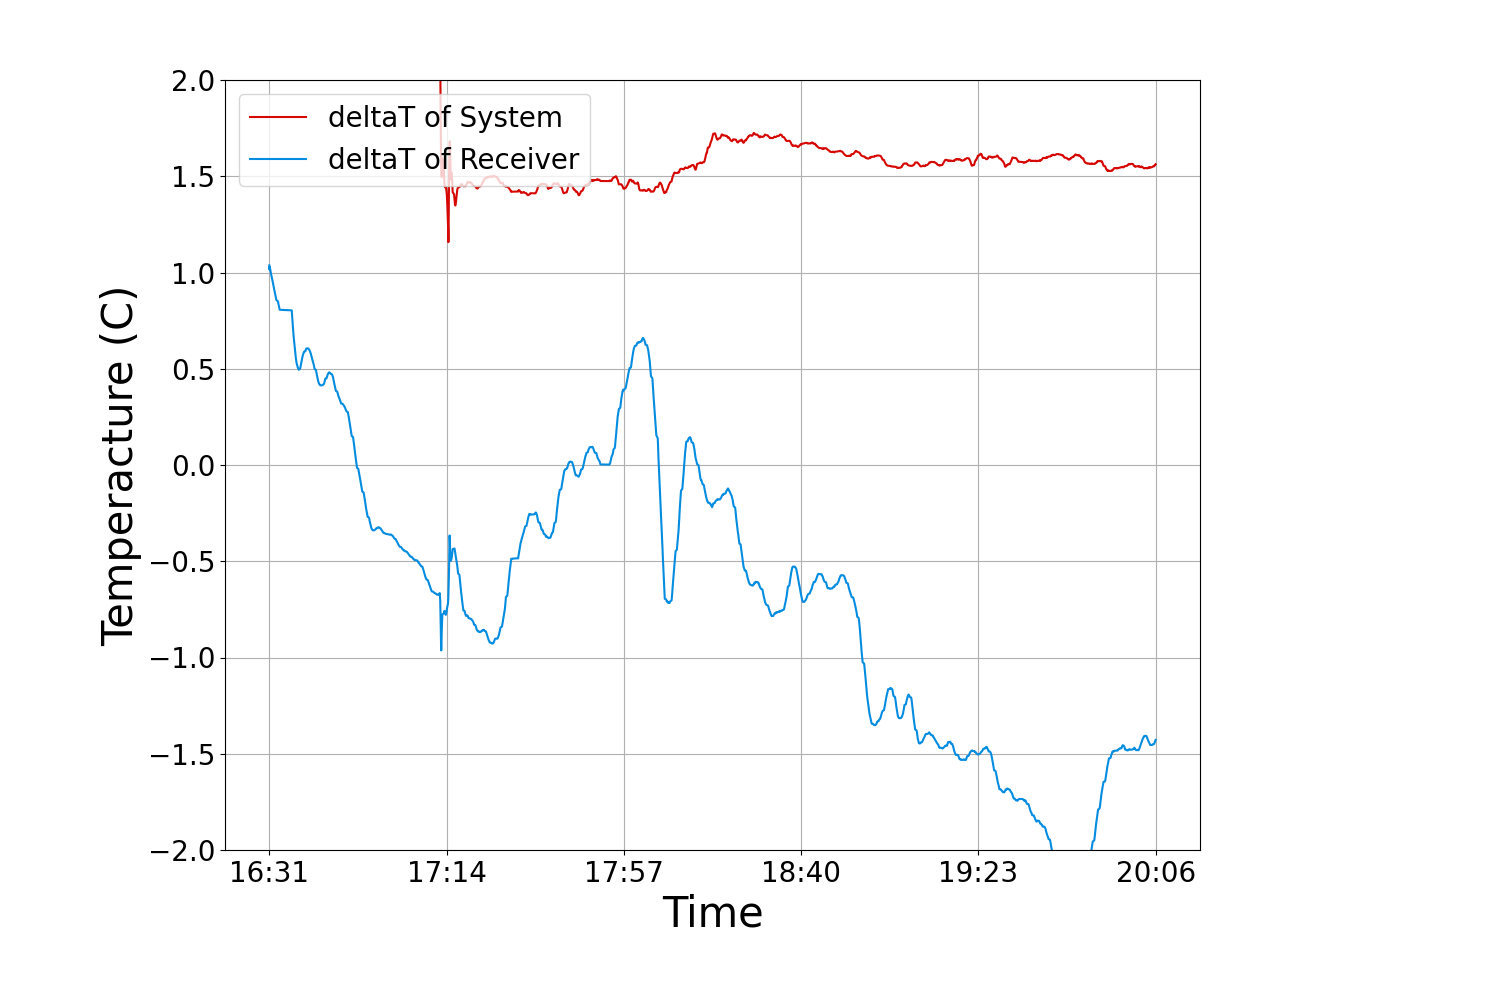 2.0
1.5
1.0
0.5
0.0
−0.5
−1.0
−1.5
−2.0
deltaT of System
deltaT of Receiver
Temperacture (C)
16:31 17:14 17:57 18:40 19:23 20:06
Time